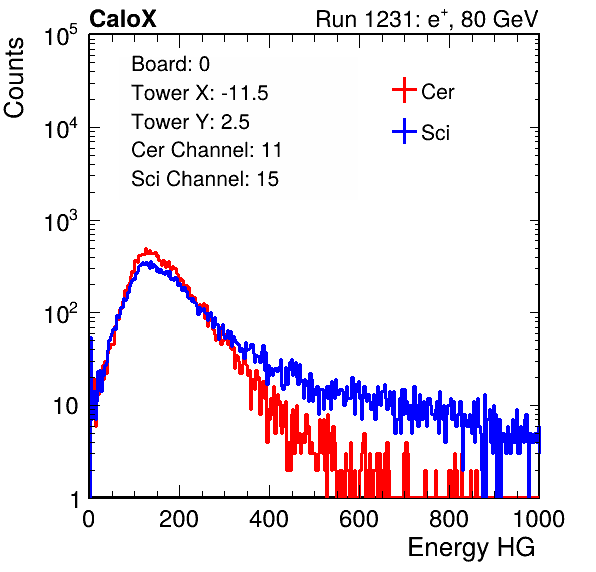 CaloX Run 1231: e⁺, 80 GeV
Counts
10⁵
10⁴
10³
10²
10
1
Board: 0
Tower X: -11.5
Tower Y: 2.5
Cer Channel: 11
Sci Channel: 15
Cer
Sci
0 200 400 600 800 1000
Energy HG